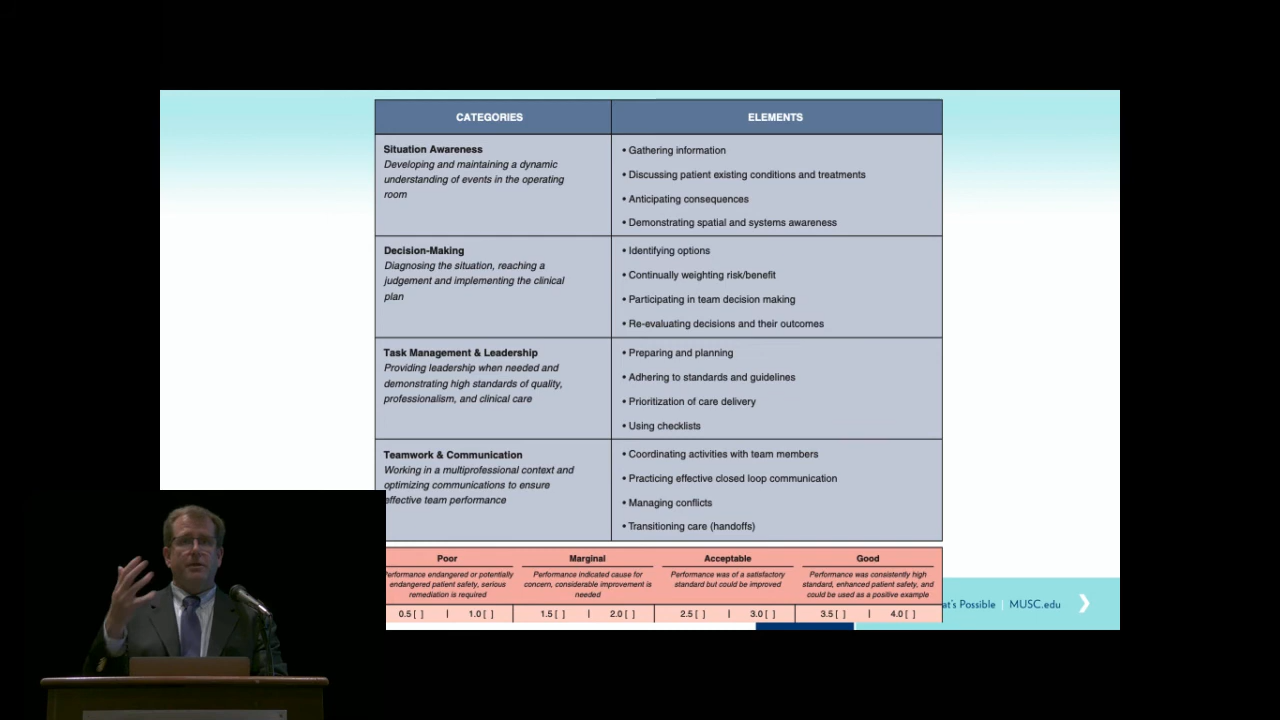 CATEGORIES
ELEMENTS
Situation Awareness
Developing and maintaining a dynamic
understanding of events in the operating
room
• Gathering information
• Discussing patient existing conditions and treatments
• Anticipating consequences
• Demonstrating spatial and systems awareness
Decision-Making
Diagnosing the situation, reaching a
judgement and implementing the clinical
plan
• Identifying options
• Continually weighting risk/benefit
• Participating in team decision making
• Re-evaluating decisions and their outcomes
Task Management & Leadership
Providing leadership when needed and
demonstrating high standards of quality,
professionalism, and clinical care
• Preparing and planning
• Adhering to standards and guidelines
• Prioritization of care delivery
• Using checklists
Teamwork & Communication
Working in a multiprofessional context and
optimizing communications to ensure
effective team performance
• Coordinating activities with team members
• Practicing effective closed loop communication
• Managing conflicts
• Transitioning care (handoffs)
Poor
Performance endangered or potentially
endangered patient safety, serious
remediation is required
0.5 [ ] | 1.0 [ ]
Marginal
Performance indicated cause for
concern, considerable improvement is
needed
1.5 [ ] | 2.0 [ ]
Acceptable
Performance was of a satisfactory
standard but could be improved
2.5 [ ] | 3.0 [ ]
Good
Performance was consistently high
standard, enhanced patient safety, and
could be used as a positive example
3.5 [ ] | 4.0 [ ]
at's Possible | MUSC.edu